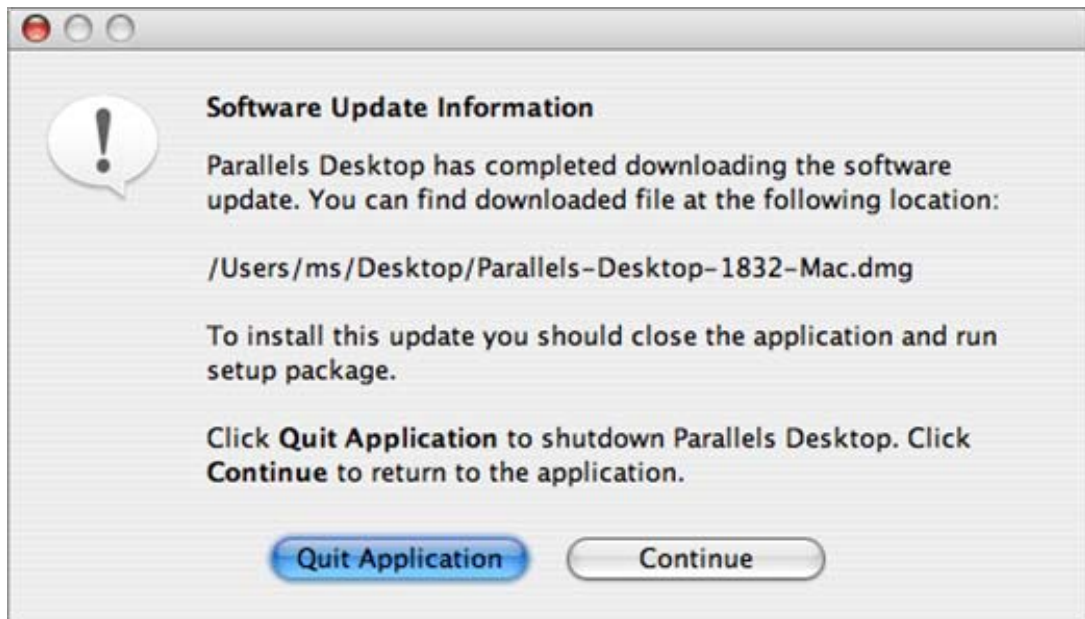 Software Update Information
Parallels Desktop has completed downloading the software
update. You can find downloaded file at the following location:
/Users/ms/Desktop/Parallels-Desktop-1832-Mac.dmg
To install this update you should close the application and run
setup package.
Click Quit Application to shutdown Parallels Desktop. Click
Continue to return to the application.
Quit Application
Continue